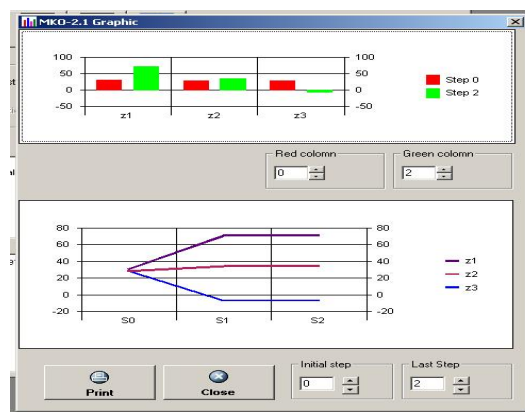 MKO-2.1 Graphic
100 100
50 50
0 0
-50 -50
z1 z2 z3
Step 0
Step 2
Red colomn
0
Green colomn
2
80 80
60 60
40 40
20 20
0 0
-20 -20
S0 S1 S2
z1
z2
z3
Print
Close
Initial step
0
Last Step
2